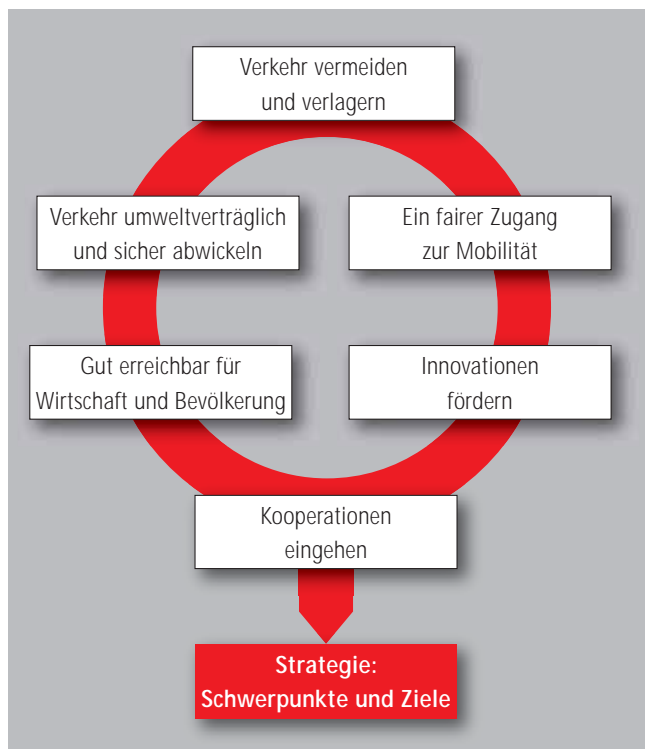 Verkehr vermeiden
und verlagern
Verkehr umweltverträglich
und sicher abwickeln
Ein fairer Zugang
zur Mobilität
Gut erreichbar für
Wirtschaft und Bevölkerung
Innovationen
fördern
Kooperationen
eingehen
Strategie:
Schwerpunkte und Ziele